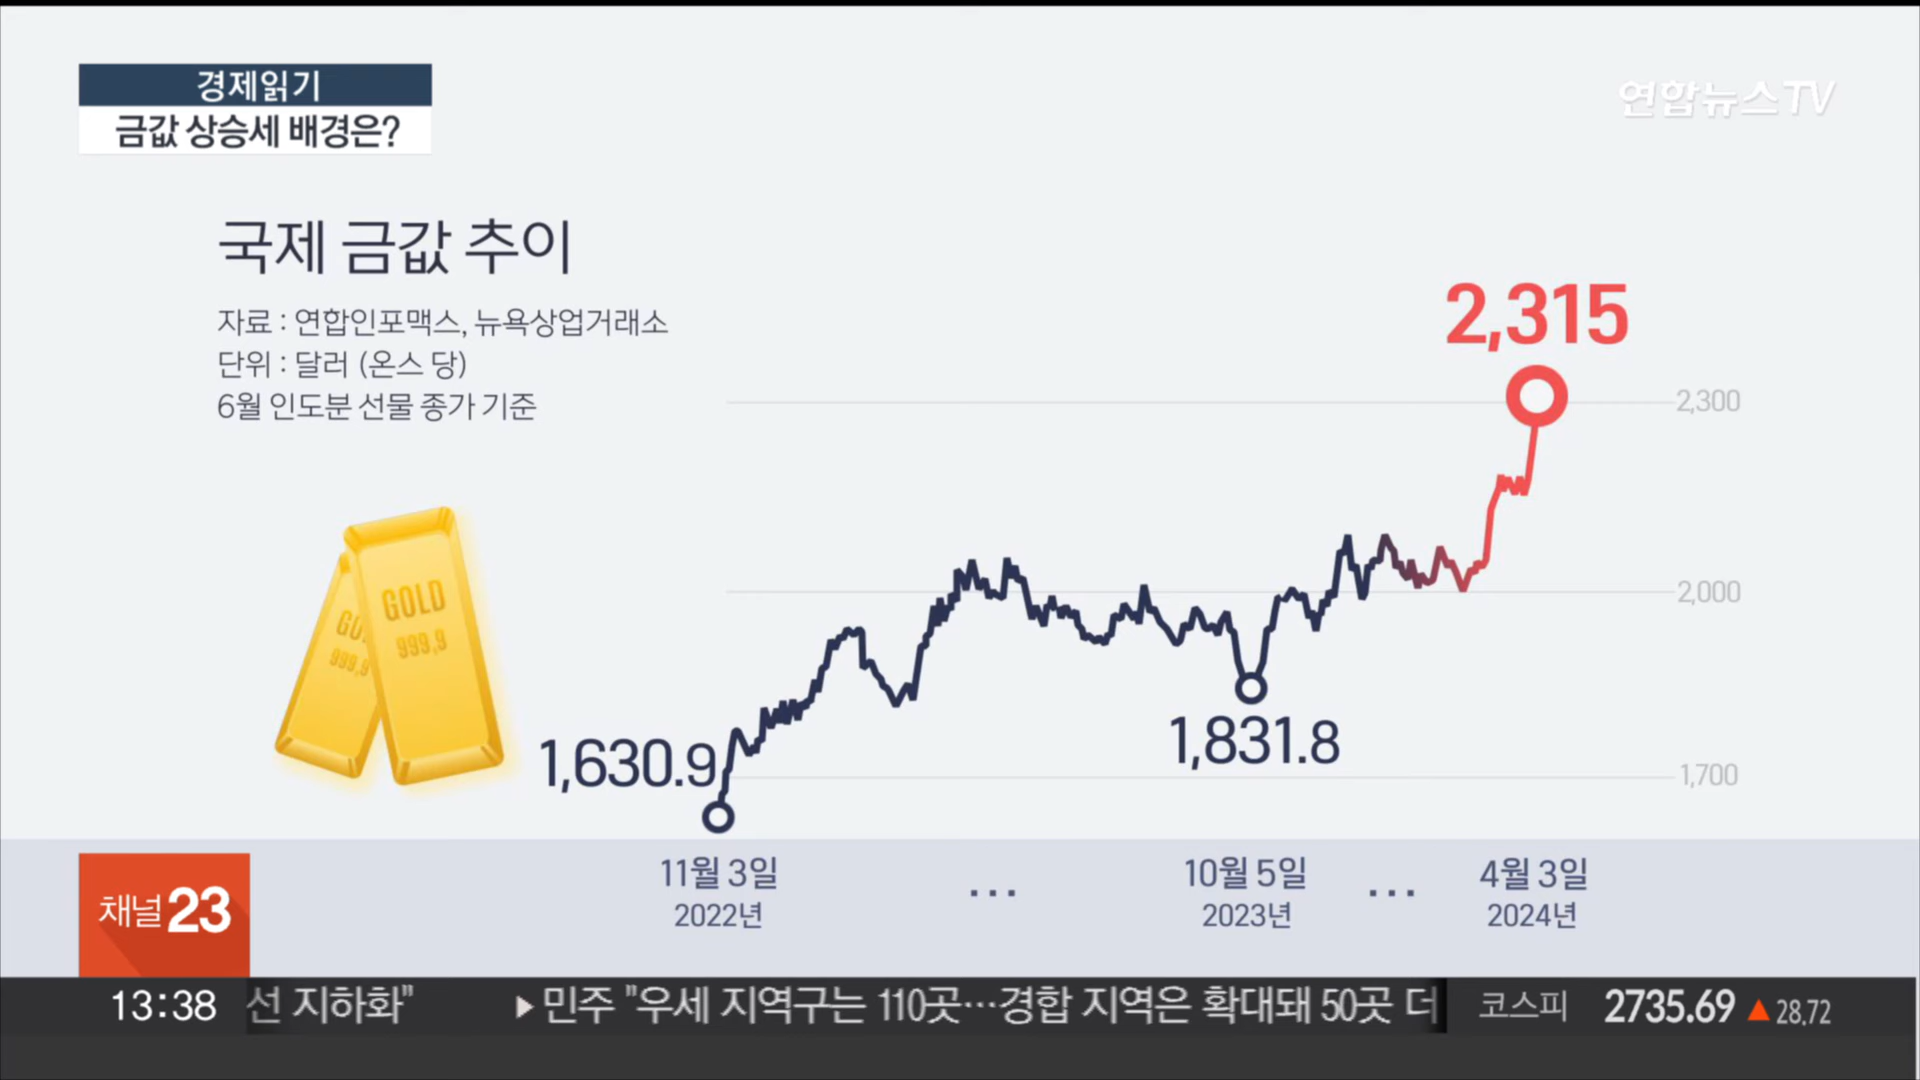 경제읽기
금값 상승세 배경은?
연합뉴스TV
국제 금값 추이
자료 : 연합인포맥스, 뉴욕상업거래소
단위 : 달러 (온스 당)
6월 인도분 선물 종가 기준
2,315
2,300
2,000
1,700
GOLD
999,9
GOL
999,9
1,630.9
1,831.8
11월 3일
2022년
...
10월 5일
2023년
...
4월 3일
2024년
채널23
13:38 선 지하화" ▶민주 "우세 지역구는 110곳…경합 지역은 확대돼 50곳 더 코스피 2735.69 ▲28,72